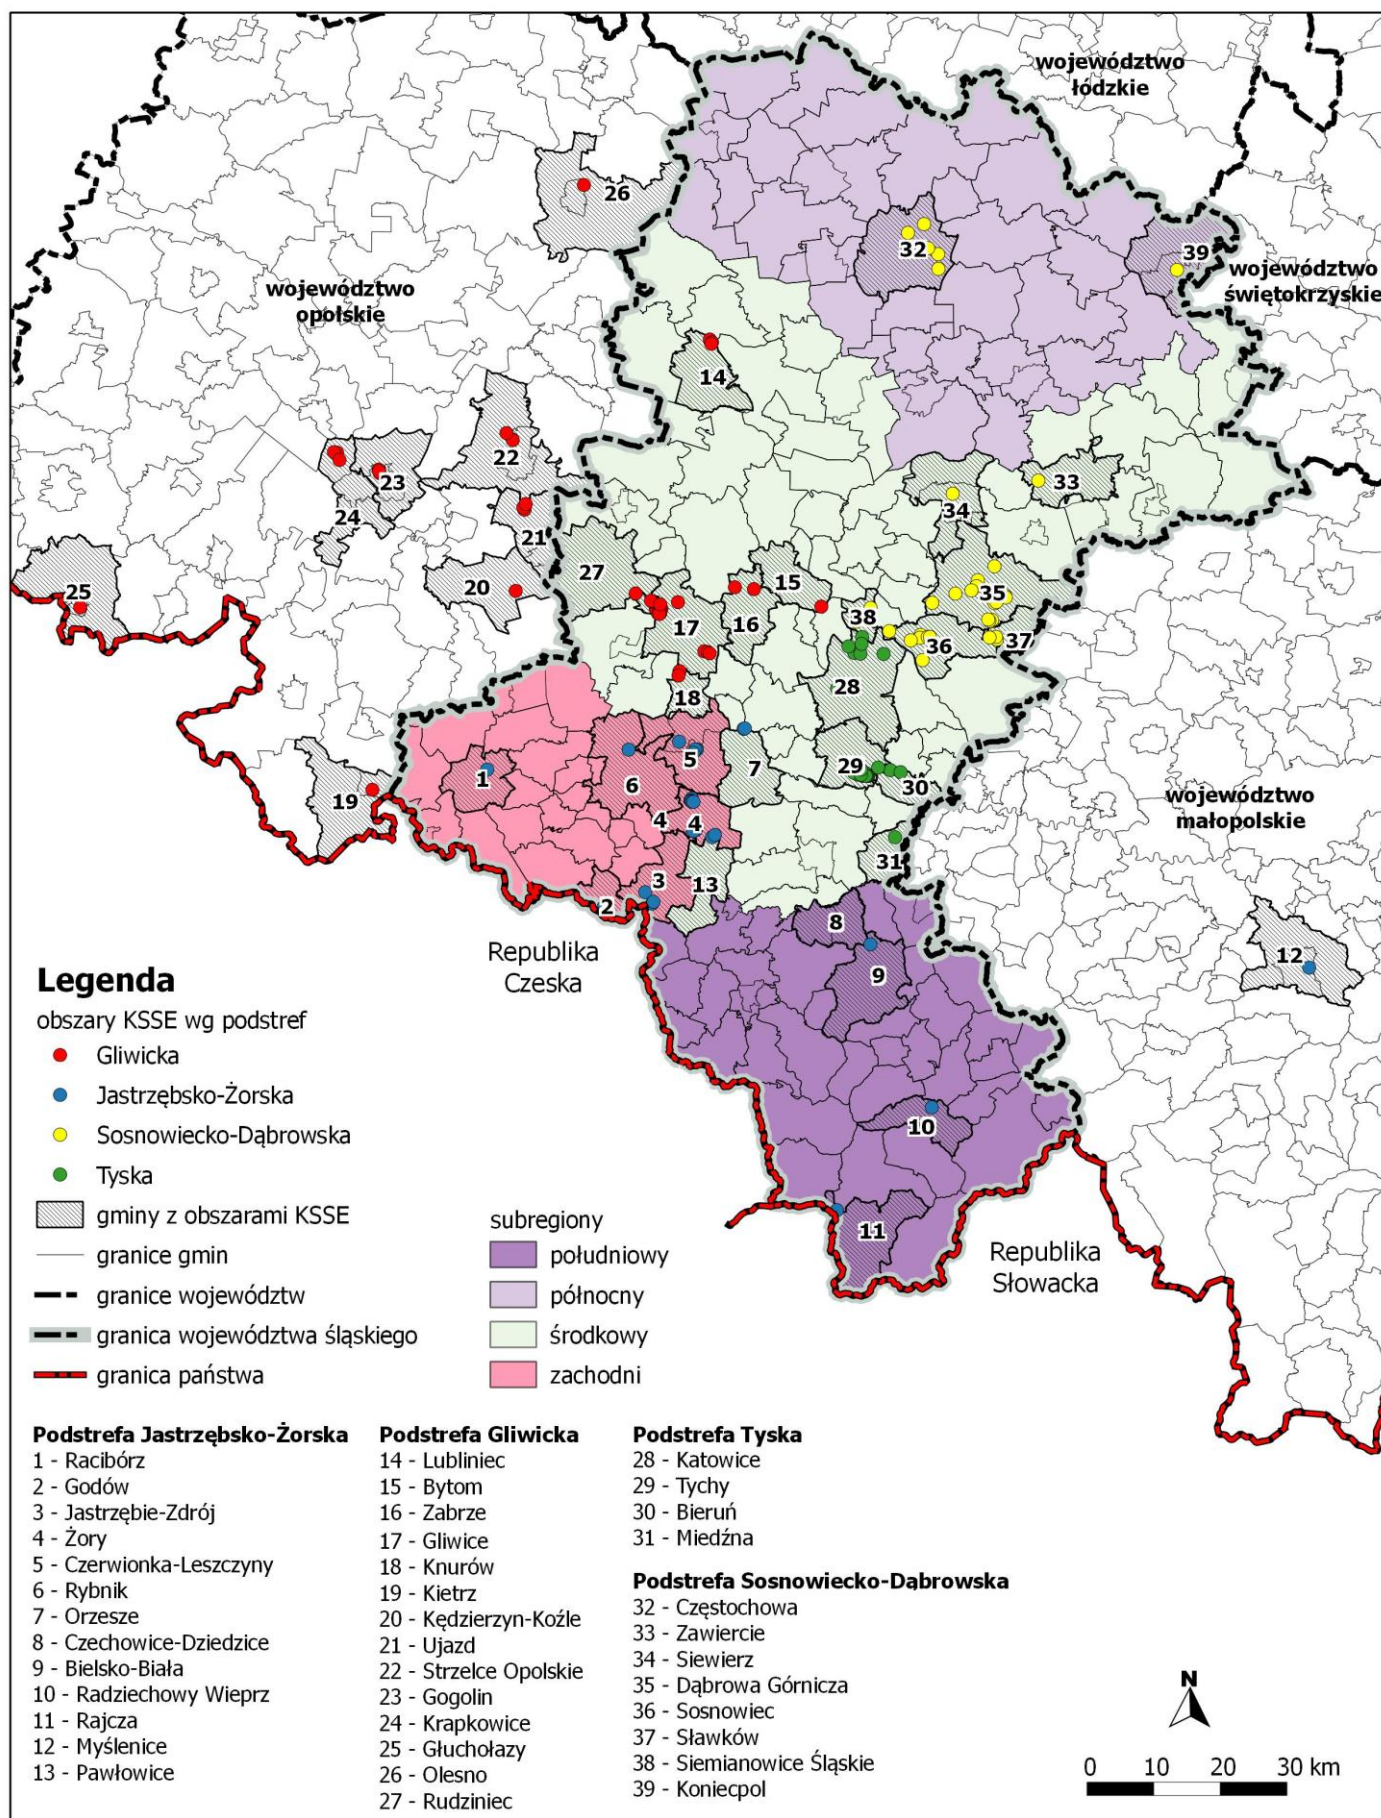 województwo
łódzkie
26
32
39
województwo
świętokrzyskie
województwo
opolskie
14
22
23
33
34
24
21
25
20
27
15
35
38
16
17
36
37
28
18
5
7
1
6
29
30
19
4
4
województwo
małopolskie
31
3
13
2
8
Republika
Czeska
9
12
10
11
Republika
Słowacka
Legenda
obszary KSSE wg podstref
Gliwicka
Jastrzębsko-Żorska
Sosnowiecko-Dąbrowska
Tyska
gminy z obszarami KSSE
granice gmin
granice województw
granica województwa śląskiego
granica państwa
subregiony
południowy
północny
środkowy
zachodni
Podstrefa Jastrzębsko-Żorska
1 - Racibórz
2 - Godów
3 - Jastrzębie-Zdrój
4 - Żory
5 - Czerwionka-Leszczyny
6 - Rybnik
7 - Orzesze
8 - Czechowice-Dziedzice
9 - Bielsko-Biała
10 - Radziechowy Wieprz
11 - Rajcza
12 - Myślenice
13 - Pawłowice
Podstrefa Gliwicka
14 - Lubliniec
15 - Bytom
16 - Zabrze
17 - Gliwice
18 - Knurów
19 - Kietrz
20 - Kędzierzyn-Koźle
21 - Ujazd
22 - Strzelce Opolskie
23 - Gogolin
24 - Krapkowice
25 - Głuchołazy
26 - Olesno
27 - Rudziniec
Podstrefa Tyska
28 - Katowice
29 - Tychy
30 - Bieruń
31 - Miedźna
Podstrefa Sosnowiecko-Dąbrowska
32 - Częstochowa
33 - Zawiercie
34 - Siewierz
35 - Dąbrowa Górnicza
36 - Sosnowiec
37 - Sławków
38 - Siemianowice Śląskie
39 - Koniecpol
N
0 10 20 30 km